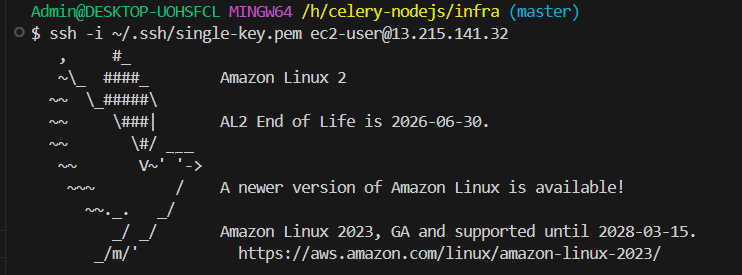 Admin@DESKTOP-UOHSFCL MINGW64 /h/celery-nodejs/infra (master)
$ ssh -i ~/.ssh/single-key.pem ec2-user@13.215.141.32
   ,     #_
   ~\_  ####_        Amazon Linux 2
  ~~  \_#####\
  ~~     \###|       AL2 End of Life is 2026-06-30.
  ~~       \#/ ___
   ~~       V~' '->
    ~~~         /    A newer version of Amazon Linux is available!
      ~~._.   _/
         _/ _/       Amazon Linux 2023, GA and supported until 2028-03-15.
       _/m/'           https://aws.amazon.com/linux/amazon-linux-2023/